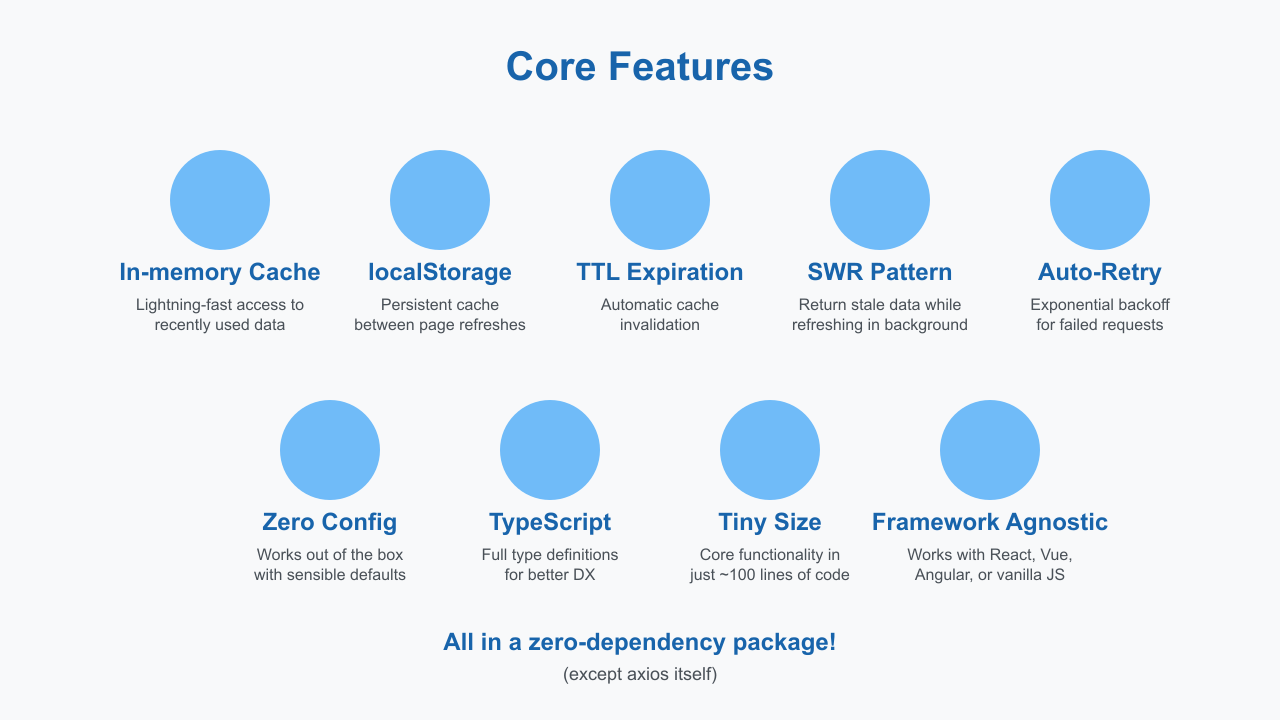 Core Features
In-memory Cache
Lightning-fast access to
recently used data
localStorage
Persistent cache
between page refreshes
TTL Expiration
Automatic cache
invalidation
SWR Pattern
Return stale data while
refreshing in background
Auto-Retry
Exponential backoff
for failed requests
Zero Config
Works out of the box
with sensible defaults
TypeScript
Full type definitions
for better DX
Tiny Size
Core functionality in
just ~100 lines of code
Framework Agnostic
Works with React, Vue,
Angular, or vanilla JS
All in a zero-dependency package!
(except axios itself)